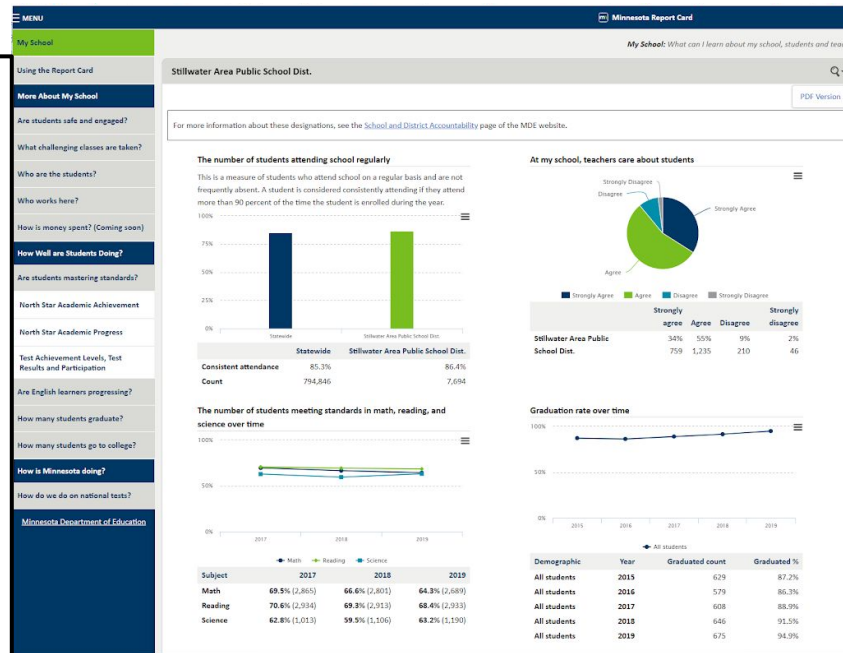 MENU
Minnesota Report Card
My School
Using the Report Card
More About My School
Are students safe and engaged?
What challenging classes are taken?
Who are the students?
Who works here?
How is money spent? (Coming soon)
How Well are Students Doing?
Are students mastering standards?
North Star Academic Achievement
North Star Academic Progress
Test Achievement Levels, Test
Results and Participation
Are English learners progressing?
How many students graduate?
How many students go to college?
How is Minnesota doing?
How do we do on national tests?
Minnesota Department of Education
My School: What can I learn about my school, students and
Stillwater Area Public School Dist.
PDF Version
For more information about these designations, see the School and District Accountability page of the MDE website.
The number of students attending school regularly
This is a measure of students who attend school on a regular basis and are not
frequently absent. A student is considered consistently attending if they attend
more than 90 percent of the time the student is enrolled during the year.
100%
75%
50%
25%
0%
Statewide Stillwater Area Public School Dist.
Statewide Stillwater Area Public School Dist.
Consistent attendance 85.3% 86.4%
Count 794,846 7,694
At my school, teachers care about students
Strongly Disagree
Disagree
Strongly Agree
Agree
Strongly Agree Agree Disagree Strongly Disagree
Strongly Strongly
agree Agree Disagree disagree
Stillwater Area Public 34% 55% 9% 2%
School Dist. 759 1,235 210 46
The number of students meeting standards in math, reading, and
science over time
100%
50%
0%
2017 2018 2019
Math Reading Science
Subject 2017 2018 2019
Math 69.5% (2,865) 66.6% (2,801) 64.3% (2,689)
Reading 70.6% (2,934) 69.3% (2,913) 68.4% (2,933)
Science 62.8% (1,013) 59.5% (1,106) 63.2% (1,190)
Graduation rate over time
100%
50%
0%
2015 2016 2017 2018 2019
All students
Demographic Year Graduated count Graduated %
All students 2015 629 87.2%
All students 2016 579 86.3%
All students 2017 608 88.9%
All students 2018 646 91.5%
All students 2019 675 94.9%